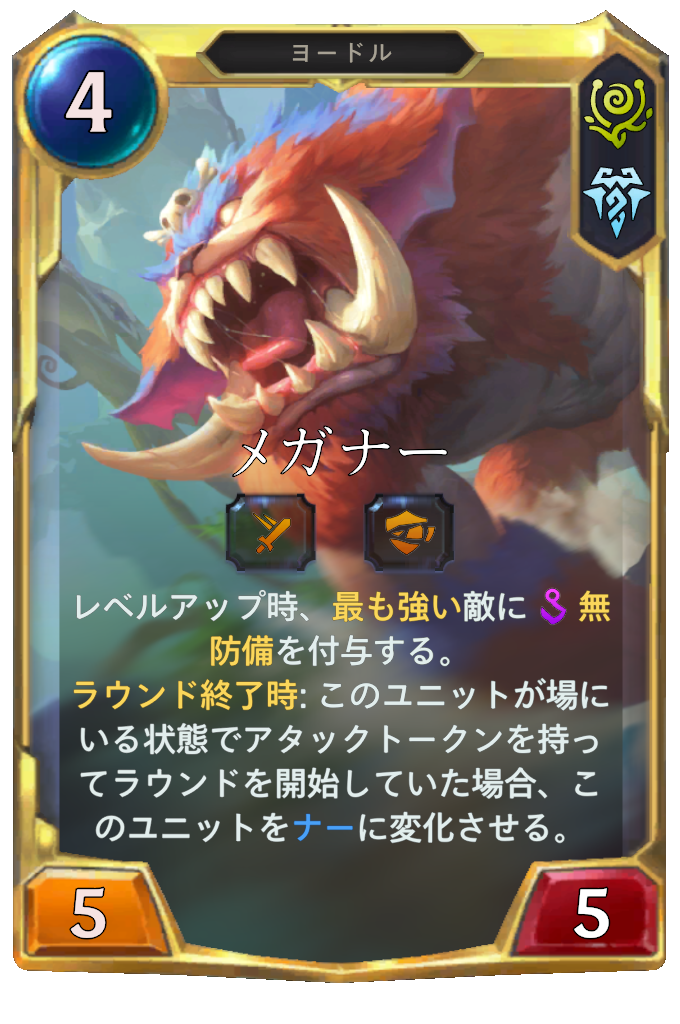 ヨードル
4
メガナー
レベルアップ時、最も強い敵に 無
防備を付与する。
ラウンド終了時: このユニットが場に
いる状態でアタックトークンを持っ
てラウンドを開始していた場合、こ
のユニットをナーに変化させる。
5
5